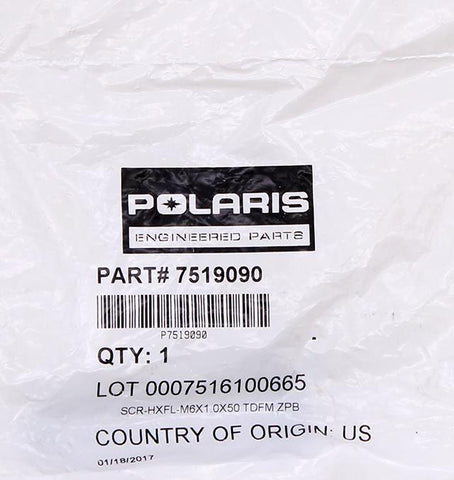 POLARIS
ENGINEERED PARTS
PART# 7519090
P7519090
QTY: 1
LOT 0007516100665
SCR-HXFL-M6X1.0X50 TDFM ZPB
COUNTRY OF ORIGIN: US
01/18/2017